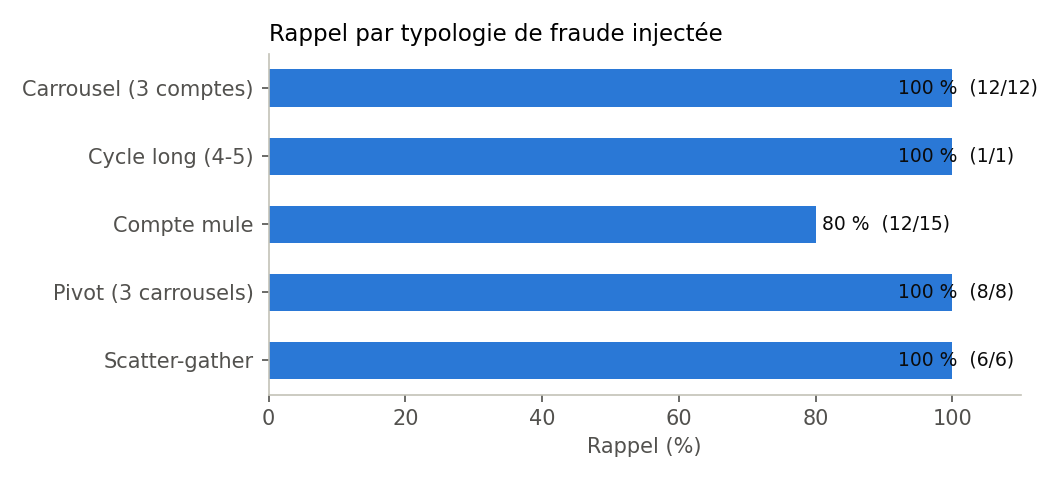 Rappel par typologie de fraude injectée
Carrousel (3 comptes) 100 % (12/12)
Cycle long (4-5) 100 % (1/1)
Compte mule 80 % (12/15)
Pivot (3 carrousels) 100 % (8/8)
Scatter-gather 100 % (6/6)
0 20 40 60 80 100
Rappel (%)